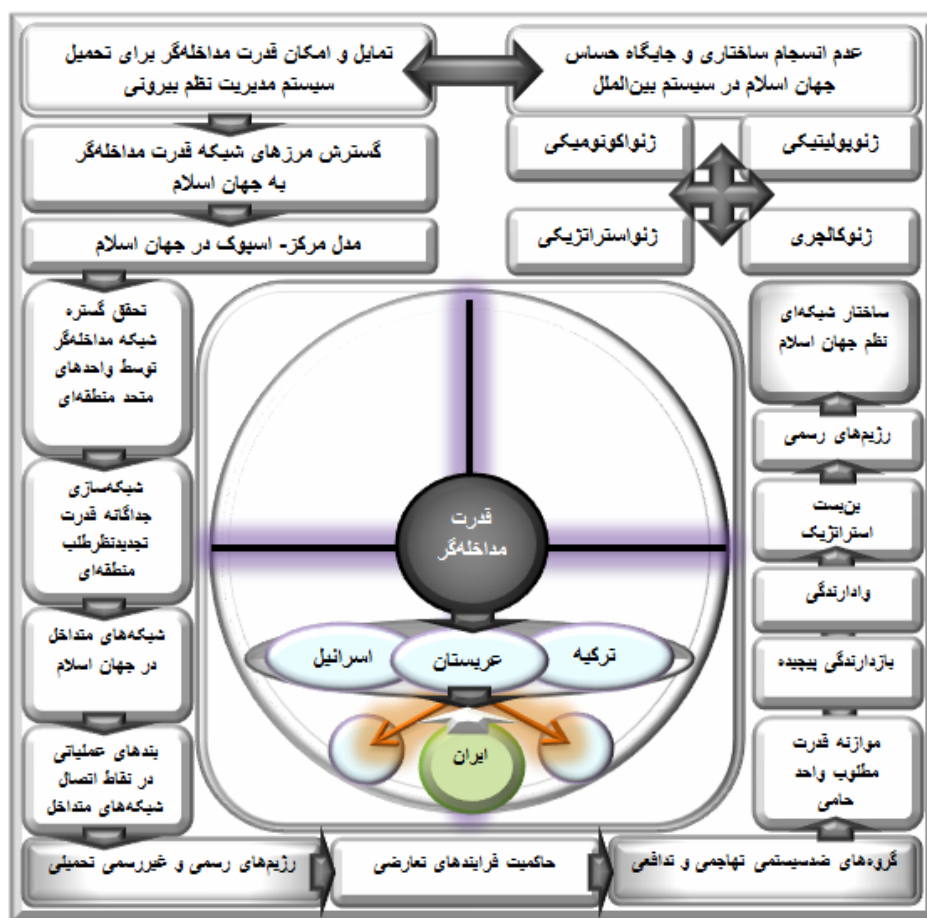 عدم انسجام ساختاری و جایگاه حساس
جهان اسلام در سیستم بین‌الملل
تمایل و امکان قدرت مداخله‌گر برای تحمیل
سیستم مدیریت نظم بیرونی
ژئوپولیتیکی
ژئواکونومیکی
ژئوکالچری
ژئواستراتژیکی
گسترش مرزهای شبکه قدرت مداخله‌گر
به جهان اسلام
مدل مرکز- اسپوک در جهان اسلام
تحقق گستره
شبکه مداخله‌گر
توسط واحدهای
متحد منطقه‌ای
شبکه‌سازی
جداگانه قدرت
تجدیدنظرطلب
منطقه‌ای
شبکه‌های متداخل
در جهان اسلام
بندهای عملیاتی
در نقاط اتصال
شبکه‌های متداخل
رژیم‌های رسمی و غیررسمی تحمیلی
حاکمیت فرایندهای تعارضی
گروه‌های ضدسیستمی تهاجمی و تدافعی
موازنه قدرت
مطلوب واحد
حامی
بازدارندگی پیچیده
وادارندگی
بن‌بست
استراتژیک
رژیم‌های رسمی
ساختار شبکه‌ای
نظم جهان اسلام
قدرت
مداخله‌گر
ترکیه
عربستان
اسرائیل
ایران